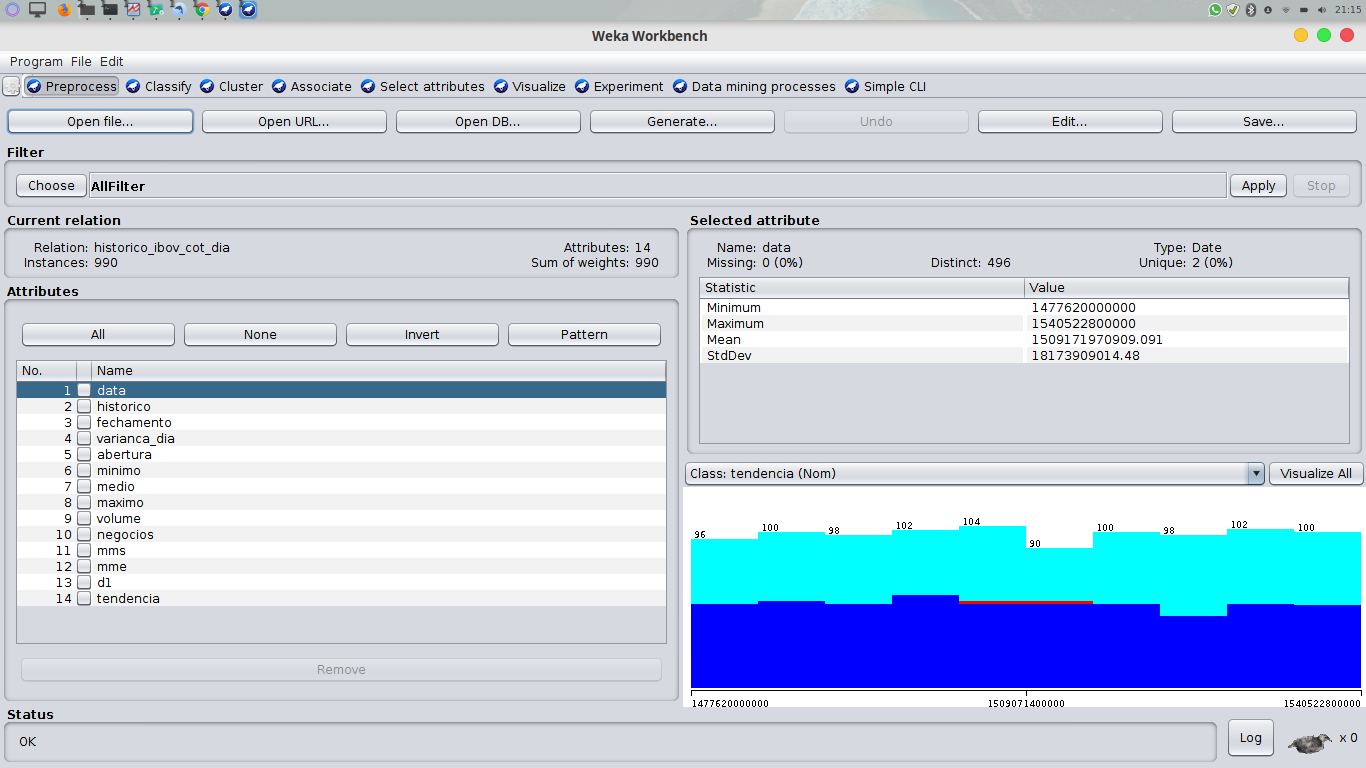 21:15
Weka Workbench
Program File Edit
Preprocess Classify Cluster Associate Select attributes Visualize Experiment Data mining processes Simple CLI
Open file... Open URL... Open DB... Generate... Undo Edit... Save...
Filter
Choose AllFilter Apply Stop
Current relation
Relation: historico_ibov_cot_dia Attributes: 14
Instances: 990 Sum of weights: 990
Attributes
All None Invert Pattern
No. Name
1 data
2 historico
3 fechamento
4 varianca_dia
5 abertura
6 minimo
7 medio
8 maximo
9 volume
10 negocios
11 mms
12 mme
13 d1
14 tendencia
Remove
Selected attribute
Name: data Type: Date
Missing: 0 (0%) Distinct: 496 Unique: 2 (0%)
Statistic Value
Minimum 1477620000000
Maximum 1540522800000
Mean 1509171970909.091
StdDev 18173909014.48
Class: tendencia (Nom) Visualize All
96 100 98 102 104 90 100 98 102 100
1477620000000 1509071400000 1540522800000
Status
OK Log x 0